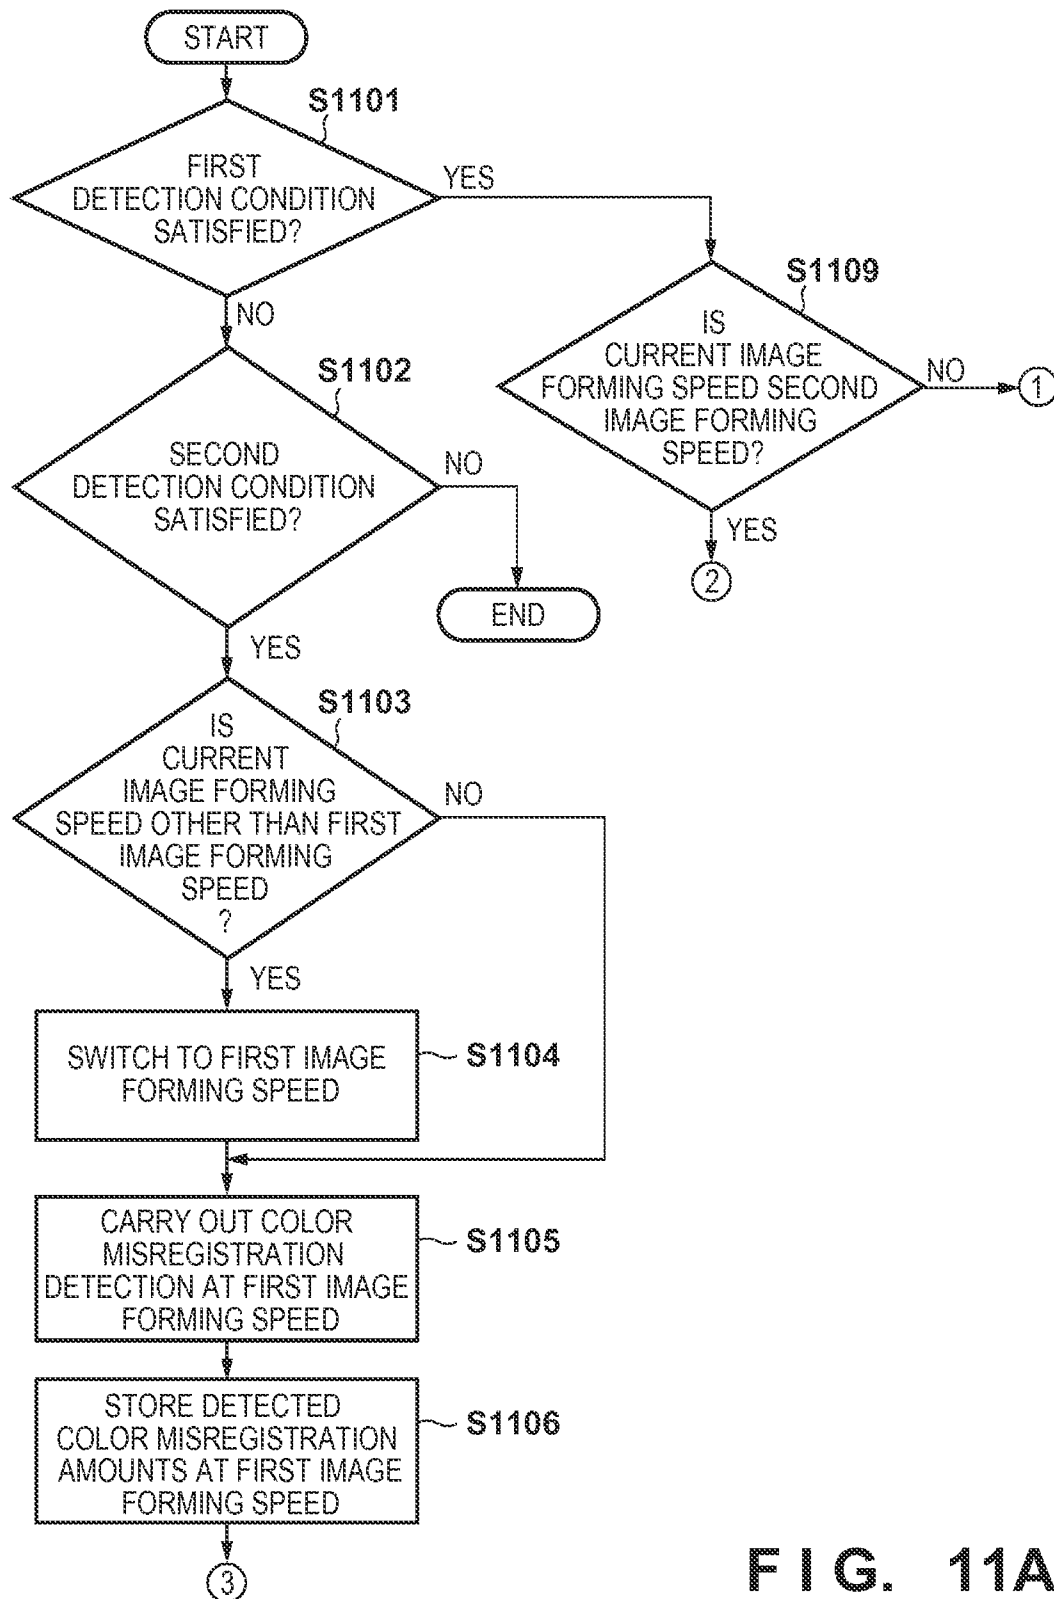 START
S1101
FIRST
DETECTION CONDITION
SATISFIED?
YES
NO
S1109
IS
CURRENT IMAGE
FORMING SPEED SECOND
IMAGE FORMING
SPEED?
NO
1
YES
2
S1102
SECOND
DETECTION CONDITION
SATISFIED?
NO
END
YES
S1103
IS
CURRENT
IMAGE FORMING
SPEED OTHER THAN FIRST
IMAGE FORMING
SPEED
?
NO
YES
SWITCH TO FIRST IMAGE
FORMING SPEED
S1104
CARRY OUT COLOR
MISREGISTRATION
DETECTION AT FIRST IMAGE
FORMING SPEED
S1105
STORE DETECTED
COLOR MISREGISTRATION
AMOUNTS AT FIRST IMAGE
FORMING SPEED
S1106
3
FIG. 11A